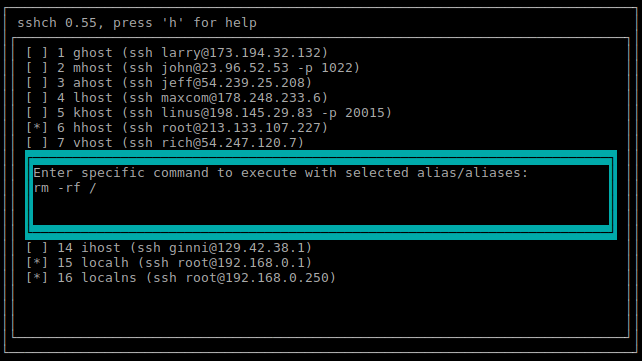 sshch 0.55, press 'h' for help
[ ] 1 ghost (ssh larry@173.194.32.132)
[ ] 2 mhost (ssh john@23.96.52.53 -p 1022)
[ ] 3 ahost (ssh jeff@54.239.25.208)
[ ] 4 lhost (ssh maxcom@178.248.233.6)
[ ] 5 khost (ssh linus@198.145.29.83 -p 20015)
[*] 6 hhost (ssh root@213.133.107.227)
[ ] 7 vhost (ssh rich@54.247.120.7)
Enter specific command to execute with selected alias/aliases:
rm -rf /
[ ] 14 ihost (ssh ginni@129.42.38.1)
[*] 15 localh (ssh root@192.168.0.1)
[*] 16 localns (ssh root@192.168.0.250)